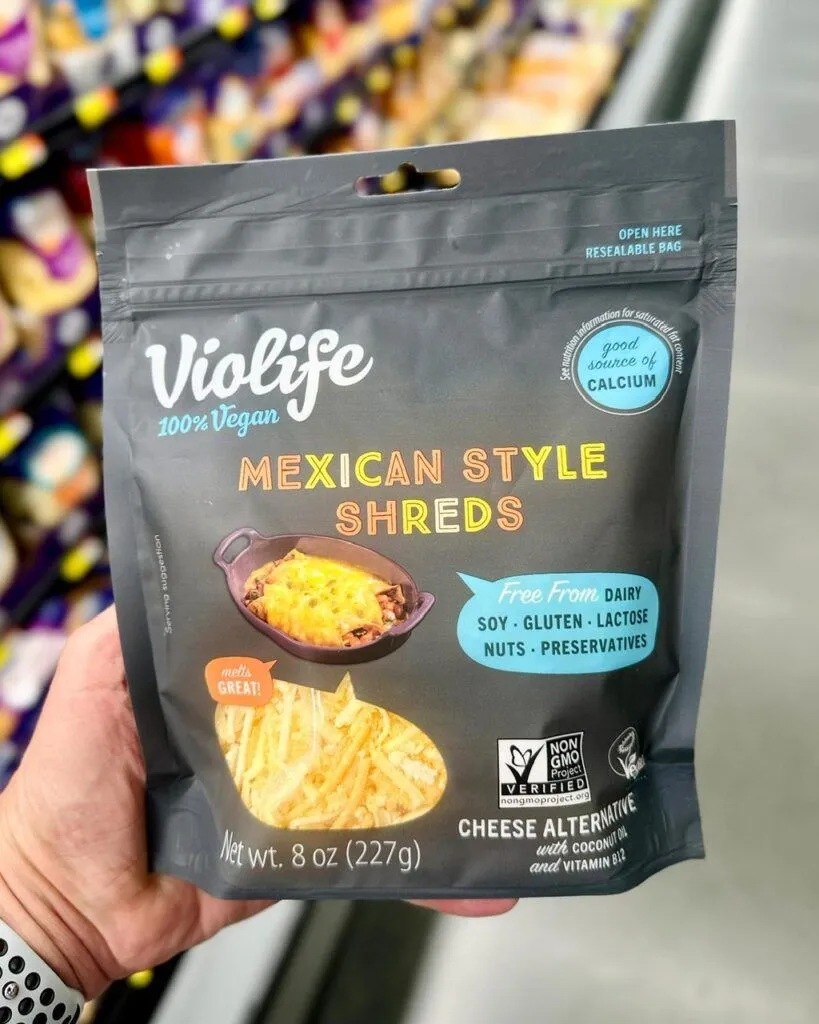 OPEN HERE
RESEALABLE BAG
See nutrition information for saturated fat content
good
source of
CALCIUM
Violife
100% Vegan
MEXICAN STYLE
SHREDS
Serving suggestion
Free From DAIRY
SOY · GLUTEN · LACTOSE
NUTS · PRESERVATIVES
melts
GREAT!
NON
GMO
Project
VERIFIED
nongmoproject.org
CHEESE ALTERNATIVE
with COCONUT OIL
and VITAMIN B12
Net wt. 8 oz (227g)